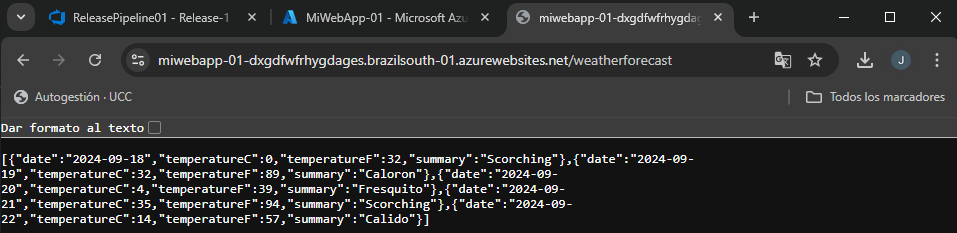 ReleasePipeline01 - Release-1
MiWebApp-01 - Microsoft Azu
miwebapp-01-dxgdfwfrhygdag
miwebapp-01-dxgdfwfrhygdages.brazilsouth-01.azurewebsites.net/weatherforecast
J
Autogestión · UCC
Todos los marcadores
Dar formato al texto
[{"date":"2024-09-18","temperatureC":0,"temperatureF":32,"summary":"Scorching"},{"date":"2024-09-
19","temperatureC":32,"temperatureF":89,"summary":"Caloron"},{"date":"2024-09-
20","temperatureC":4,"temperatureF":39,"summary":"Fresquito"},{"date":"2024-09-
21","temperatureC":35,"temperatureF":94,"summary":"Scorching"},{"date":"2024-09-
22","temperatureC":14,"temperatureF":57,"summary":"Calido"}]